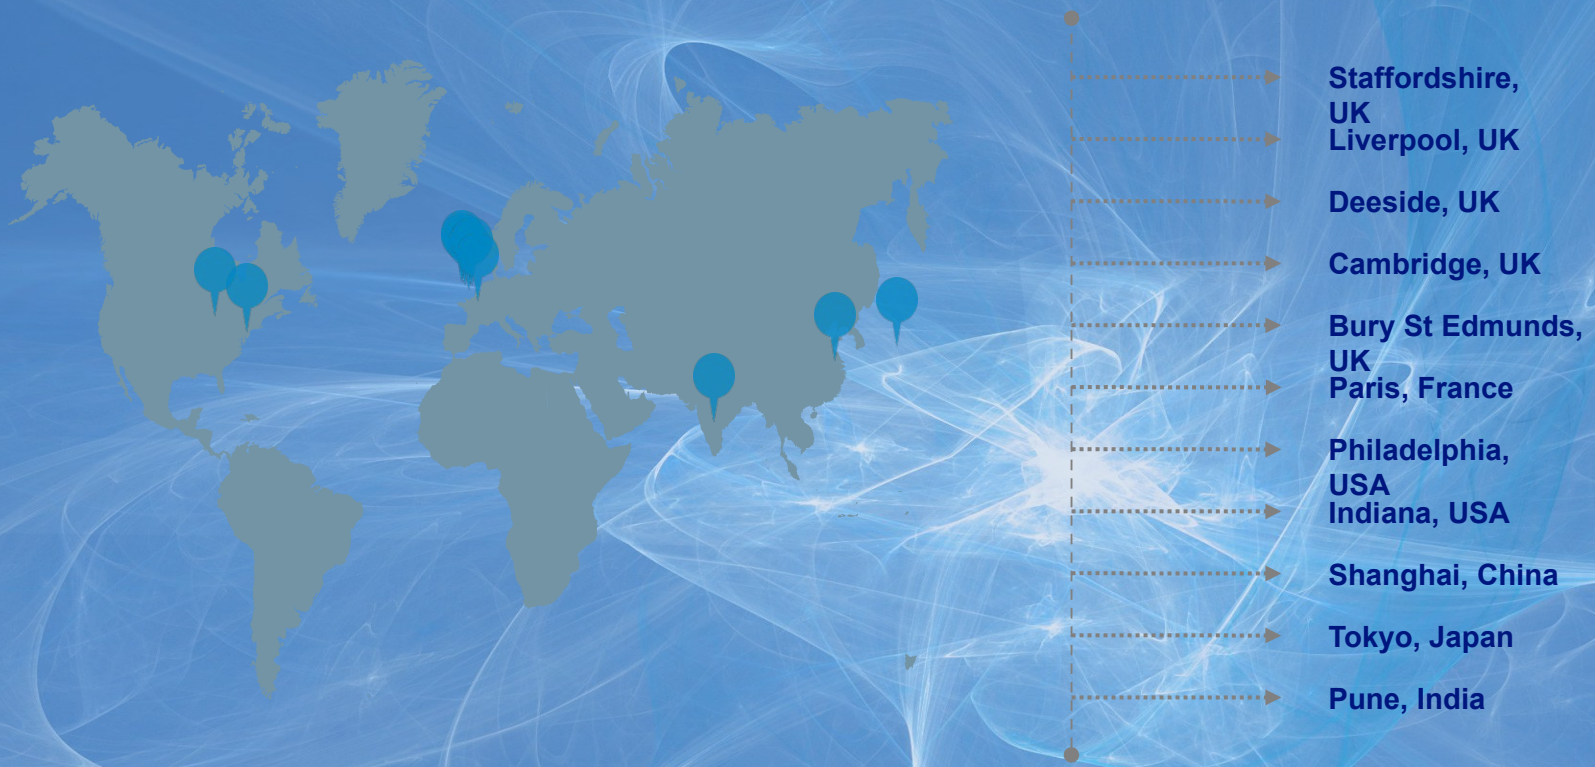 Staffordshire,
UK
Liverpool, UK
Deeside, UK
Cambridge, UK
Bury St Edmunds,
UK
Paris, France
Philadelphia,
USA
Indiana, USA
Shanghai, China
Tokyo, Japan
Pune, India